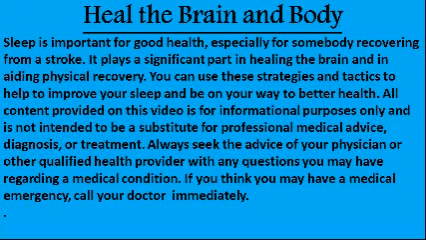 Heal the Brain and Body
Sleep is important for good health, especially for somebody recovering
from a stroke. It plays a significant part in healing the brain and in
aiding physical recovery. You can use these strategies and tactics to
help to improve your sleep and be on your way to better health. All
content provided on this video is for informational purposes only and
is not intended to be a substitute for professional medical advice,
diagnosis, or treatment. Always seek the advice of your physician or
other qualified health provider with any questions you may have
regarding a medical condition. If you think you may have a medical
emergency, call your doctor  immediately.
.